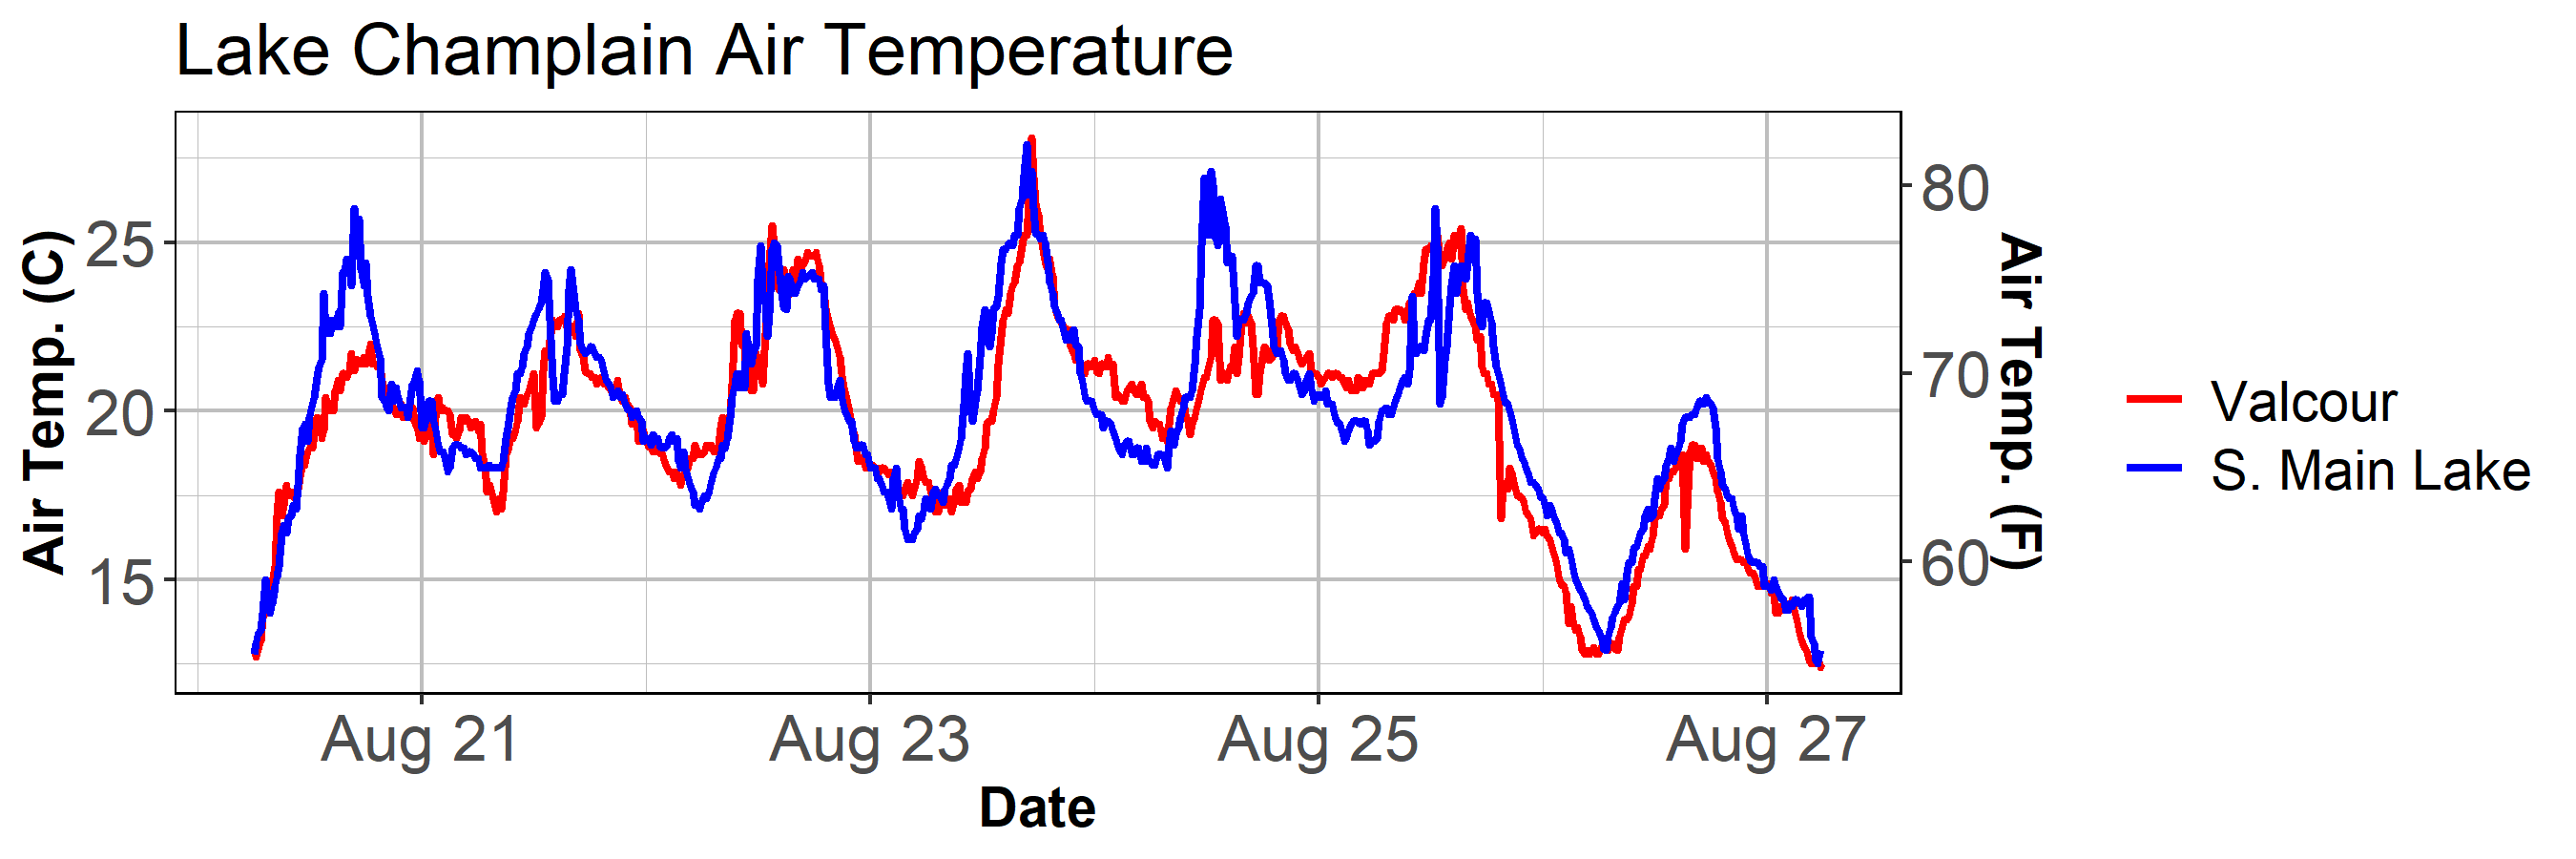 Lake Champlain Air Temperature
Air Temp. (C)
25
20
15
80
70
60
Air Temp. (F)
Aug 21
Aug 23
Aug 25
Aug 27
Date
Valcour
S. Main Lake